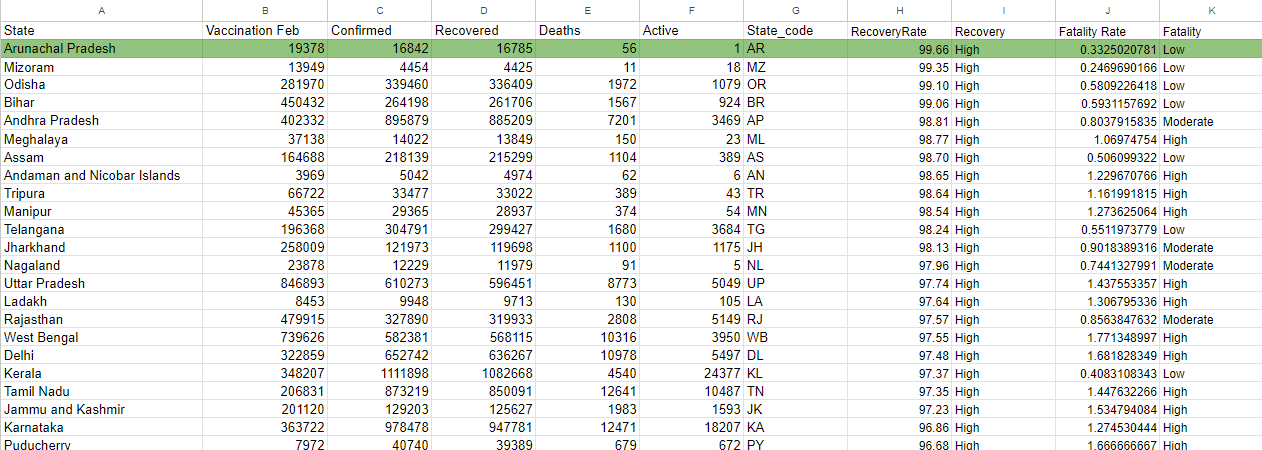 A B C D E F G H I J K
State Vaccination Feb Confirmed Recovered Deaths Active State_code RecoveryRate Recovery Fatality Rate Fatality
Arunachal Pradesh 19378 16842 16785 56 1 AR 99.66 High 0.3325020781 Low
Mizoram 13949 4454 4425 11 18 MZ 99.35 High 0.2469690166 Low
Odisha 281970 339460 336409 1972 1079 OR 99.10 High 0.5809226418 Low
Bihar 450432 264198 261706 1567 924 BR 99.06 High 0.5931157692 Low
Andhra Pradesh 402332 895879 885209 7201 3469 AP 98.81 High 0.8037915835 Moderate
Meghalaya 37138 14022 13849 150 23 ML 98.77 High 1.06974754 High
Assam 164688 218139 215299 1104 389 AS 98.70 High 0.506099322 Low
Andaman and Nicobar Islands 3969 5042 4974 62 6 AN 98.65 High 1.229670766 High
Tripura 66722 33477 33022 389 43 TR 98.64 High 1.161991815 High
Manipur 45365 29365 28937 374 54 MN 98.54 High 1.273625064 High
Telangana 196368 304791 299427 1680 3684 TG 98.24 High 0.5511973779 Low
Jharkhand 258009 121973 119698 1100 1175 JH 98.13 High 0.9018389316 Moderate
Nagaland 23878 12229 11979 91 5 NL 97.96 High 0.7441327991 Moderate
Uttar Pradesh 846893 610273 596451 8773 5049 UP 97.74 High 1.437553357 High
Ladakh 8453 9948 9713 130 105 LA 97.64 High 1.306795336 High
Rajasthan 479915 327890 319933 2808 5149 RJ 97.57 High 0.8563847632 Moderate
West Bengal 739626 582381 568115 10316 3950 WB 97.55 High 1.771348997 High
Delhi 322859 652742 636267 10978 5497 DL 97.48 High 1.681828349 High
Kerala 348207 1111898 1082668 4540 24377 KL 97.37 High 0.4083108343 Low
Tamil Nadu 206831 873219 850091 12641 10487 TN 97.35 High 1.447632266 High
Jammu and Kashmir 201120 129203 125627 1983 1593 JK 97.23 High 1.534794084 High
Karnataka 363722 978478 947781 12471 18207 KA 96.86 High 1.274530444 High
Puducherry 7972 40740 39389 679 672 PY 96.68 High 1.666666667 High